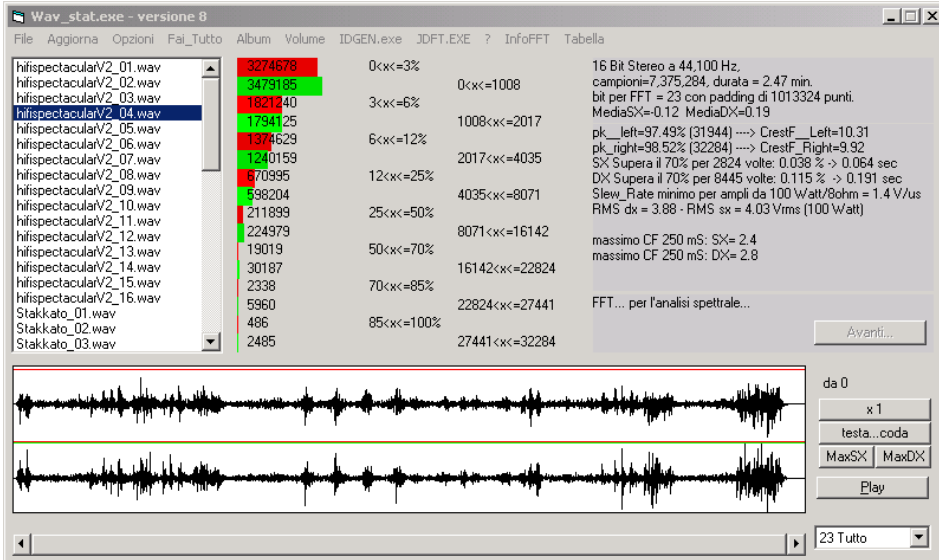 Wav_stat.exe - versione 8
File Aggiorna Opzioni Fai_Tutto Album Volume IDGEN.exe JDFT.EXE ? InfoFFT Tabella
hifispectacularV2_01.wav
hifispectacularV2_02.wav
hifispectacularV2_03.wav
hifispectacularV2_04.wav
hifispectacularV2_05.wav
hifispectacularV2_06.wav
hifispectacularV2_07.wav
hifispectacularV2_08.wav
hifispectacularV2_09.wav
hifispectacularV2_10.wav
hifispectacularV2_11.wav
hifispectacularV2_12.wav
hifispectacularV2_13.wav
hifispectacularV2_14.wav
hifispectacularV2_15.wav
hifispectacularV2_16.wav
Stakkato_01.wav
Stakkato_02.wav
Stakkato_03.wav
3274678 0<x<=3%
3479185 0<x<=1008
1821240 3<x<=6%
1794125 1008<x<=2017
1374629 6<x<=12%
1240159 2017<x<=4035
670995 12<x<=25%
598204 4035<x<=8071
211899 25<x<=50%
224979 8071<x<=16142
19019 50<x<=70%
30187 16142<x<=22824
2338 70<x<=85%
5960 22824<x<=27441
486 85<x<=100%
2485 27441<x<=32284
16 Bit Stereo a 44,100 Hz,
campioni=7,375,284, durata = 2.47 min.
bit per FFT = 23 con padding di 1013324 punti.
MediaSX=-0.12 MediaDX=0.19
pk__left=97.49% (31944) ----> CrestF__Left=10.31
pk_right=98.52% (32284) ----> CrestF_Right=9.92
SX Supera il 70% per 2824 volte: 0.038 % -> 0.064 sec
DX Supera il 70% per 8445 volte: 0.115 % -> 0.191 sec
Slew_Rate minimo per ampli da 100 Watt/8ohm = 1.4 V/us
RMS dx = 3.88 - RMS sx = 4.03 Vrms (100 Watt)
massimo CF 250 mS: SX= 2.4
massimo CF 250 mS: DX= 2.8
FFT... per l'analisi spettrale...
Avanti...
da 0
x 1
testa...coda
MaxSX MaxDX
Play
23 Tutto